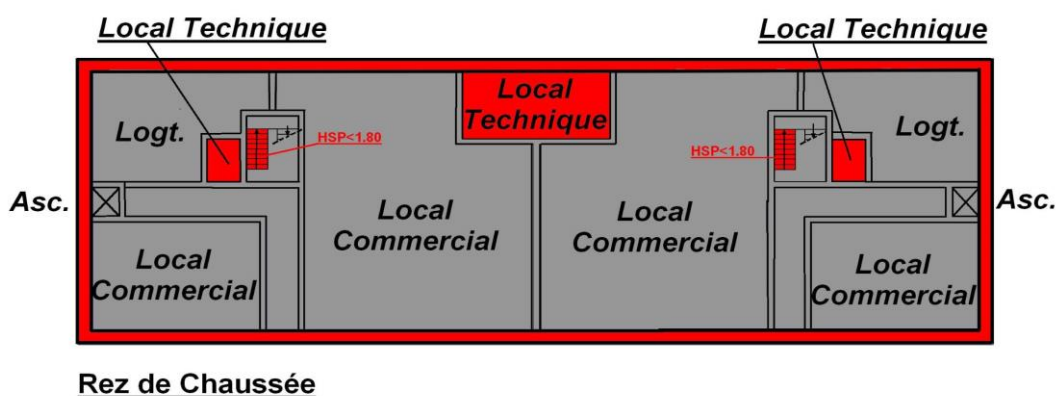 Local Technique
Local Technique
Local
Technique
Logt.
HSP<1.80
HSP<1.80
Logt.
Asc.
Asc.
Local
Commercial
Local
Commercial
Local
Commercial
Local
Commercial
Rez de Chaussée